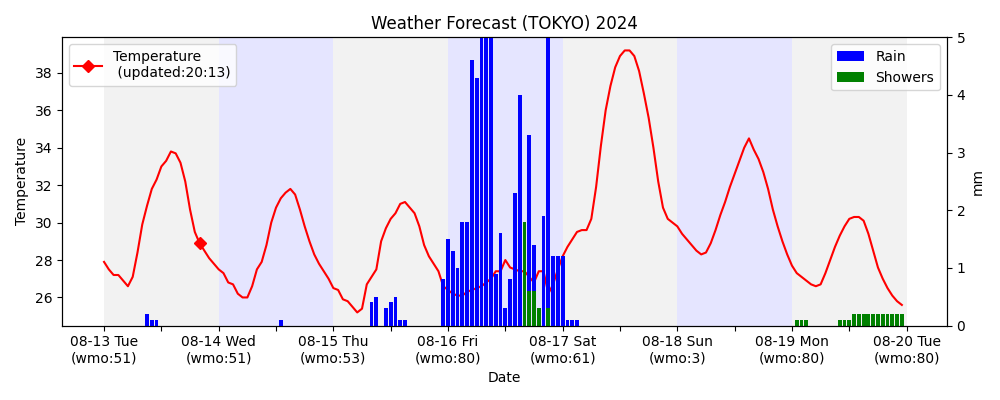 Weather Forecast (TOKYO) 2024
Temperature
(updated:20:13)
Rain
Showers
38
36
34
32
30
28
26
Temperature
5
4
3
2
1
0
mm
08-13 Tue
(wmo:51)
08-14 Wed
(wmo:51)
08-15 Thu
(wmo:53)
08-16 Fri
(wmo:80)
08-17 Sat
(wmo:61)
08-18 Sun
(wmo:3)
08-19 Mon
(wmo:80)
08-20 Tue
(wmo:80)
Date